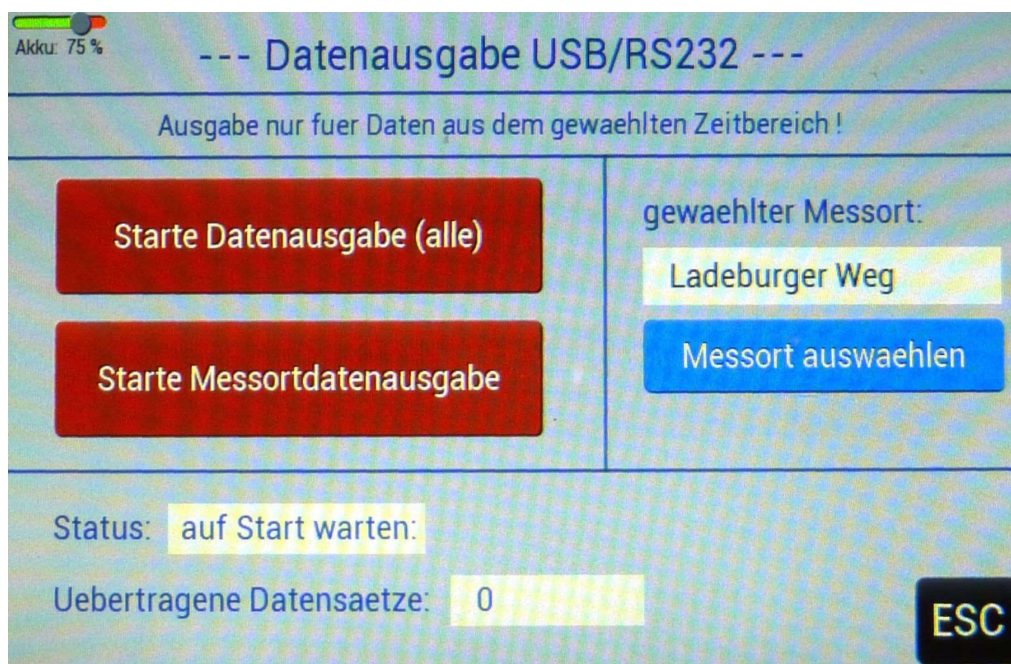 Akku: 75 %
--- Datenausgabe USB/RS232 ---
Ausgabe nur fuer Daten aus dem gewaehlten Zeitbereich !
Starte Datenausgabe (alle)
gewaehlter Messort:
Ladeburger Weg
Messort auswaehlen
Starte Messortdatenausgabe
Status: auf Start warten:
Uebertragene Datensaetze: 0
ESC